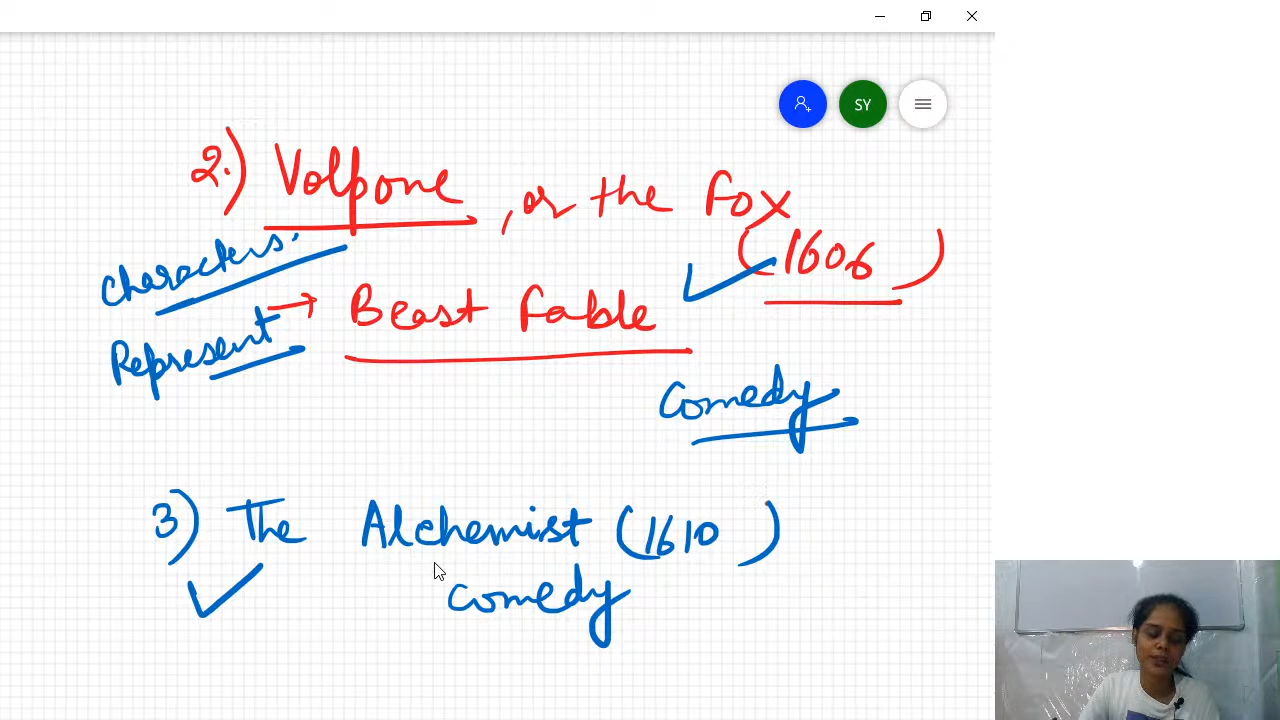 SY
2.) Volpone, or the Fox
(1606)
characters.
Represent → Beast Fable
Comedy
3) The Alchemist (1610)
comedy